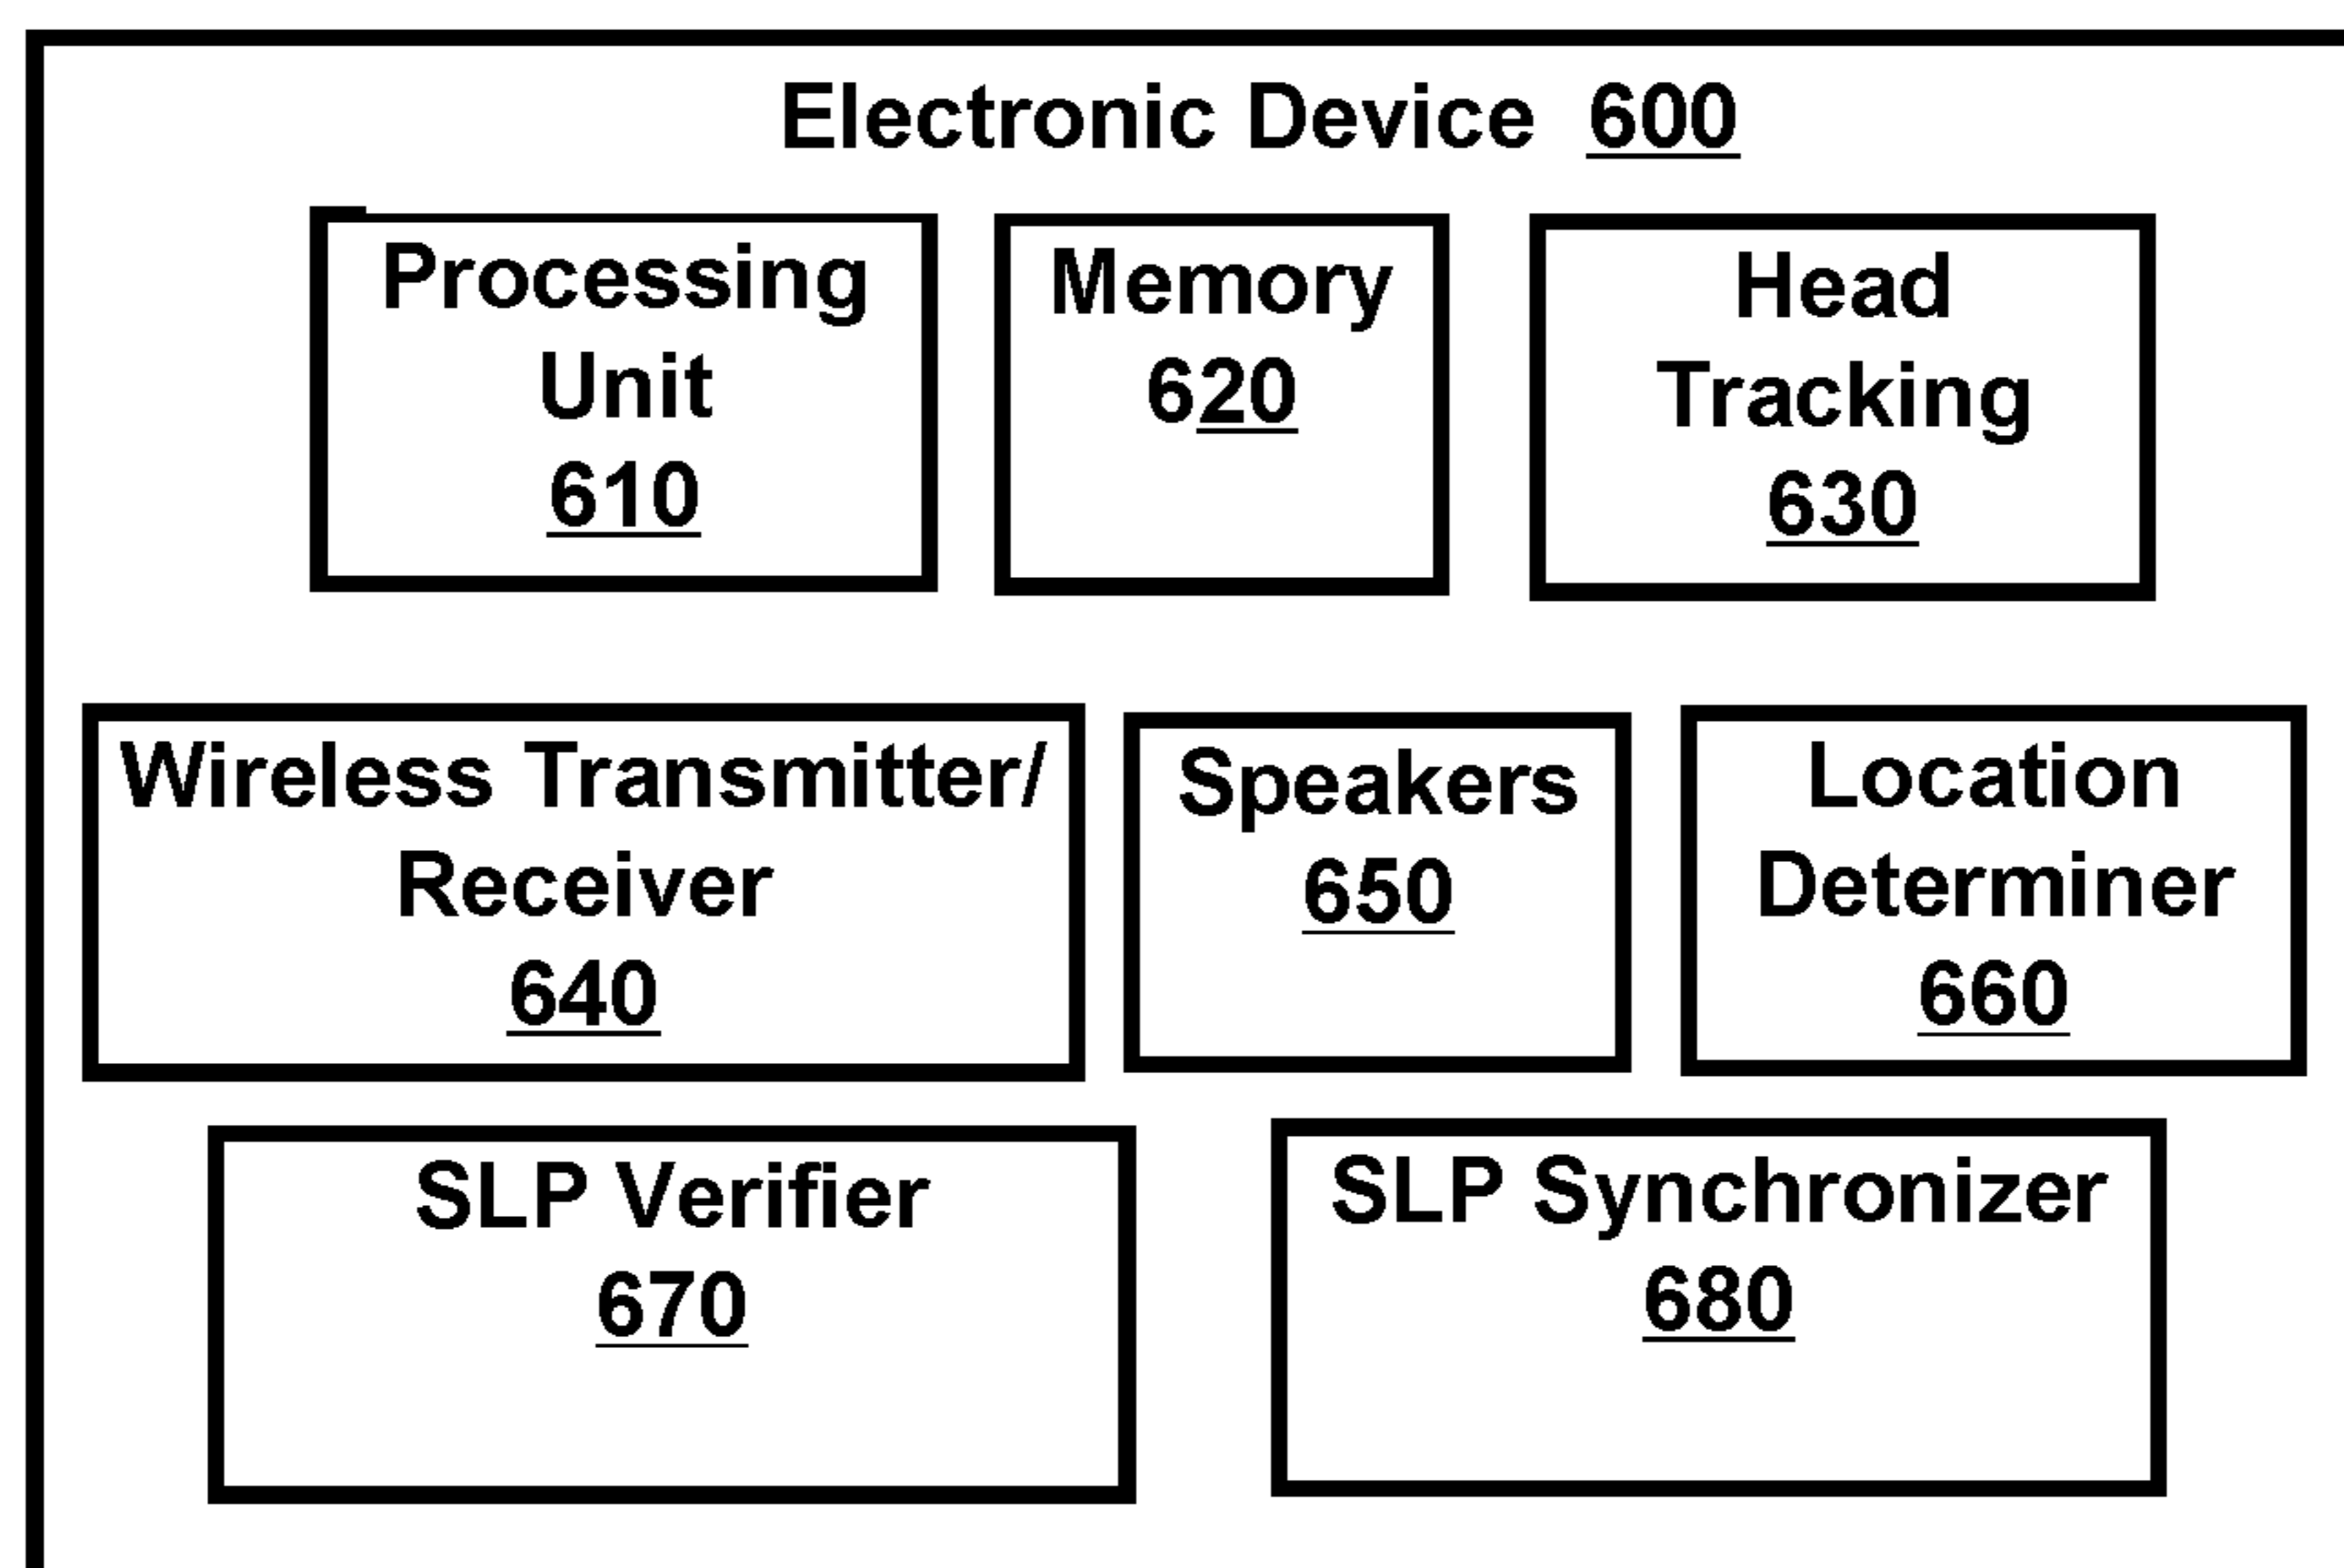 Electronic Device 600
Processing
Unit
610
Memory
620
Head
Tracking
630
Wireless Transmitter/
Receiver
640
Speakers
650
Location
Determiner
660
SLP Verifier
670
SLP Synchronizer
680